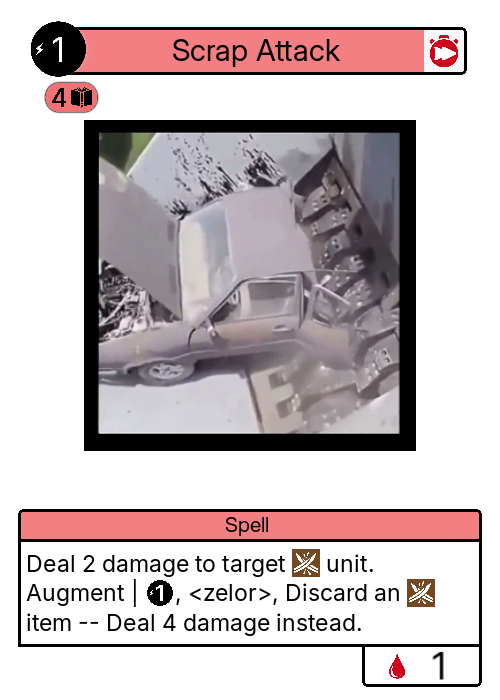 1
Scrap Attack
4
Spell
Deal 2 damage to target unit.
Augment | 1, <zelor>, Discard an
item -- Deal 4 damage instead.
1